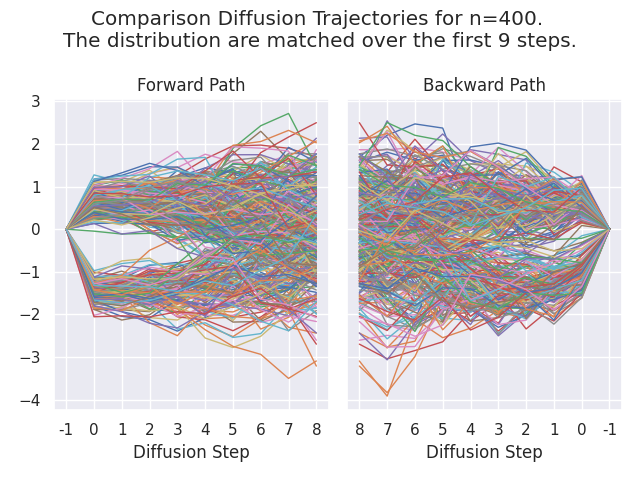 Comparison Diffusion Trajectories for n=400.
The distribution are matched over the first 9 steps.
Forward Path
Backward Path
3
2
1
0
−1
−2
−3
−4
-1 0 1 2 3 4 5 6 7 8
8 7 6 5 4 3 2 1 0 -1
Diffusion Step
Diffusion Step